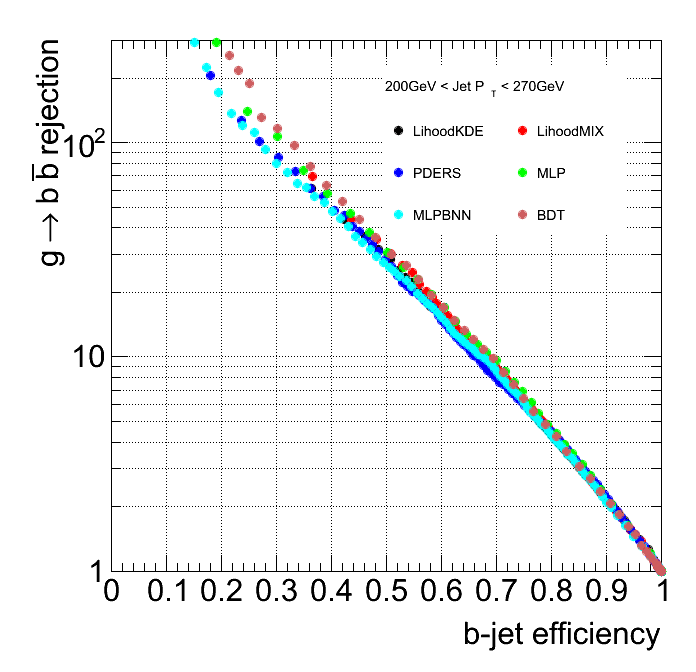 g → b b̅ rejection
10²
10
1
200GeV < Jet P_T < 270GeV
LihoodKDE LihoodMIX
PDERS MLP
MLPBNN BDT
0 0.1 0.2 0.3 0.4 0.5 0.6 0.7 0.8 0.9 1
b-jet efficiency